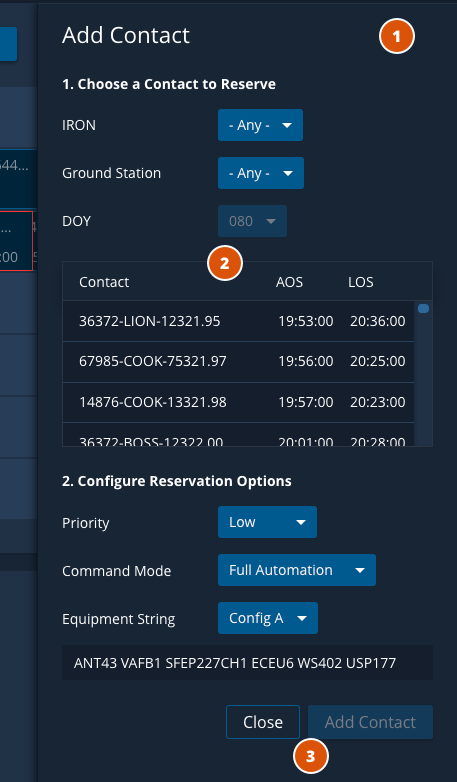 Add Contact
1
1. Choose a Contact to Reserve
IRON
- Any -
Ground Station
- Any -
DOY
080
2
Contact AOS LOS
36372-LION-12321.95 19:53:00 20:36:00
67985-COOK-75321.97 19:56:00 20:25:00
14876-COOK-13321.98 19:57:00 20:23:00
36372-BOSS-12322.00 20:01:00 20:28:00
2. Configure Reservation Options
Priority
Low
Command Mode
Full Automation
Equipment String
Config A
ANT43 VAFB1 SFEP227CH1 ECEU6 WS402 USP177
Close
Add Contact
3
644...
...
:00